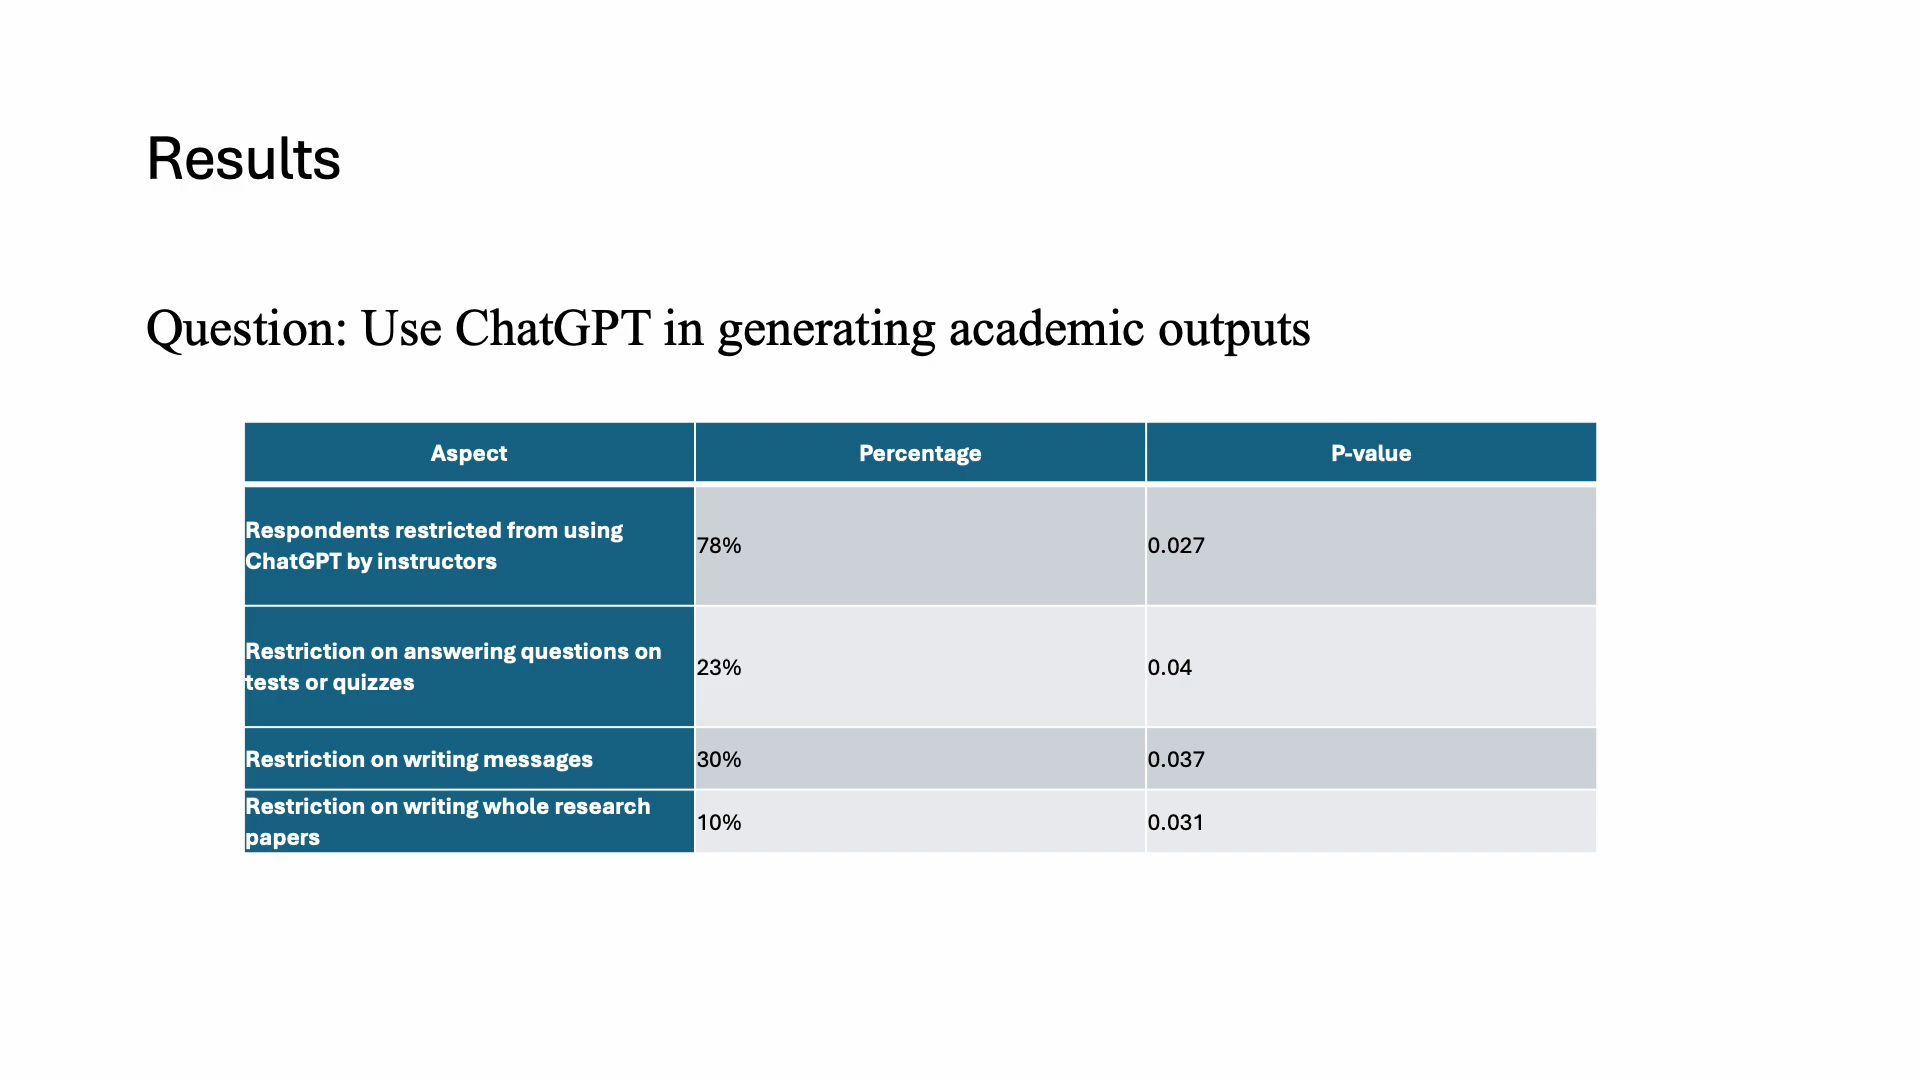 Results
Question: Use ChatGPT in generating academic outputs
Aspect Percentage P-value
Respondents restricted from using
ChatGPT by instructors
78% 0.027
Restriction on answering questions on
tests or quizzes
23% 0.04
Restriction on writing messages 30% 0.037
Restriction on writing whole research
papers
10% 0.031